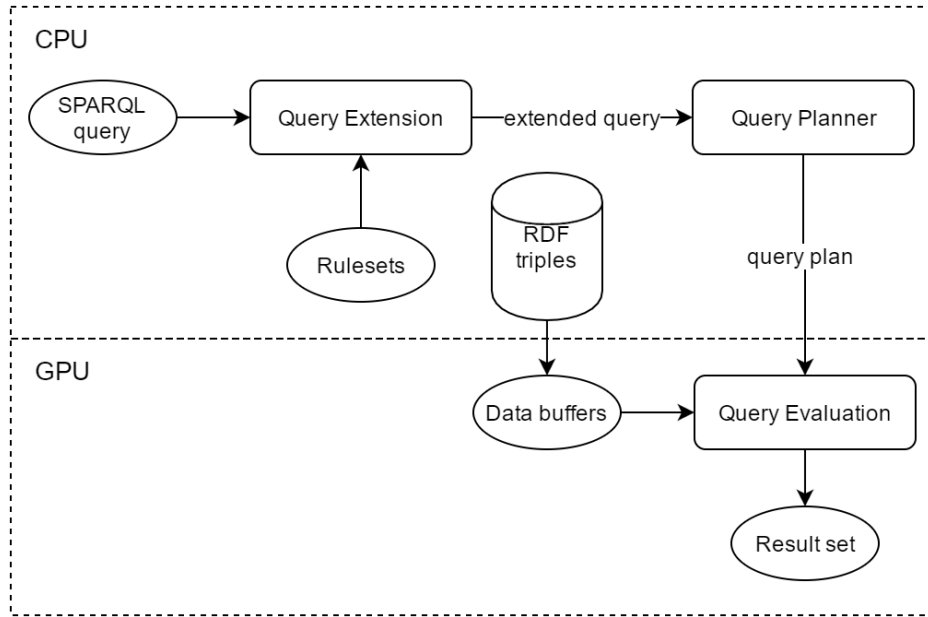 CPU
SPARQL
query
Query Extension
extended query
Query Planner
RDF
triples
Rulesets
query plan
GPU
Data buffers
Query Evaluation
Result set